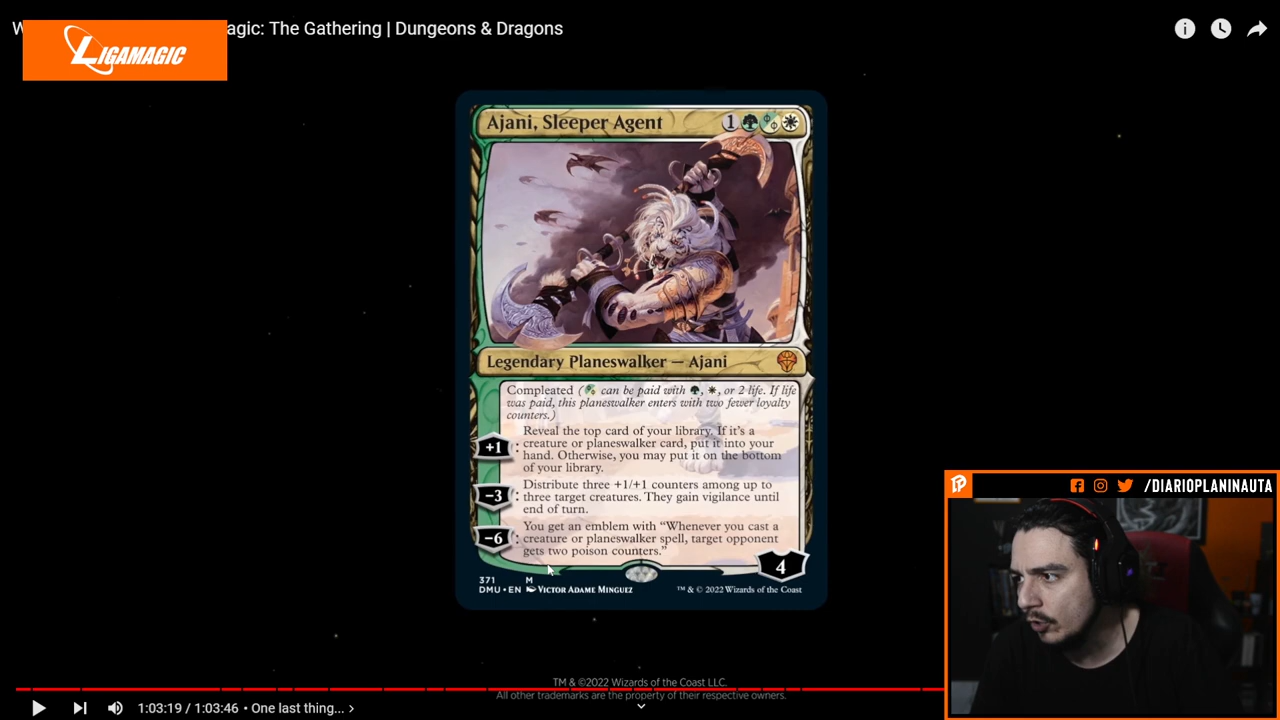 W
agic: The Gathering | Dungeons & Dragons
LIGAMAGIC
Ajani, Sleeper Agent
1
Legendary Planeswalker — Ajani
Compleated ( can be paid with , , or 2 life. If life
was paid, this planeswalker enters with two fewer loyalty
counters.)
+1: Reveal the top card of your library. If it's a
creature or planeswalker card, put it into your
hand. Otherwise, you may put it on the bottom
of your library.
−3: Distribute three +1/+1 counters among up to
three target creatures. They gain vigilance until
end of turn.
−6: You get an emblem with "Whenever you cast a
creature or planeswalker spell, target opponent
gets two poison counters."
4
371 M
DMU • EN VICTOR ADAME MINGUEZ
™ & © 2022 Wizards of the Coast
/DIARIOPLANINAUTA
TM & ©2022 Wizards of the Coast LLC.
All other trademarks are the property of their respective owners.
1:03:19 / 1:03:46 • One last thing... >